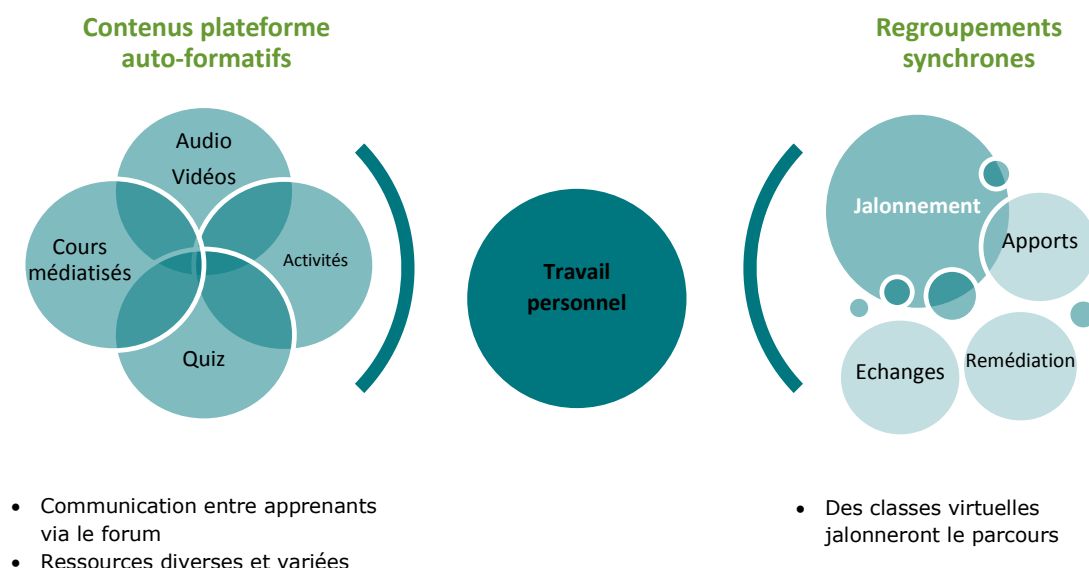 Contenus plateforme
auto-formatifs
Audio
Vidéos
Cours
médiatisés
Activités
Quiz
Travail
personnel
Regroupements
synchrones
Jalonnement
Apports
Echanges
Remédiation
• Communication entre apprenants
via le forum
• Ressources diverses et variées
• Des classes virtuelles
jalonneront le parcours